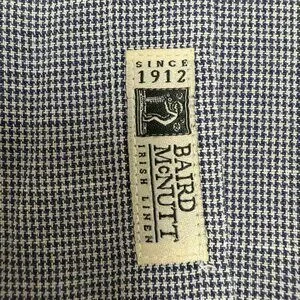 SINCE
1912
BAIRD
McNUTT
IRISH LINEN